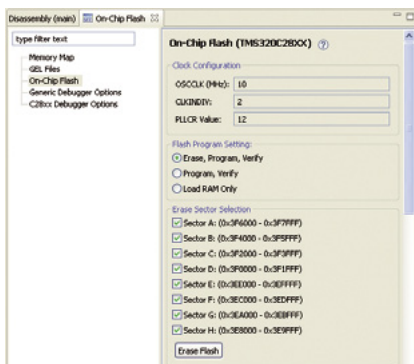 Disassembly (main)
On-Chip Flash
type filter text
Memory Map
GEL Files
On-Chip Flash
Generic Debugger Options
C28xx Debugger Options
On-Chip Flash (TMS320C28XX)
Clock Configuration
OSCCLK (MHz): 10
CLKINDIV: 2
PLLCR Value: 12
Flash Program Setting:
Erase, Program, Verify
Program, Verify
Load RAM Only
Erase Sector Selection
Sector A: (0x3F6000 - 0x3F7FFF)
Sector B: (0x3F4000 - 0x3F5FFF)
Sector C: (0x3F2000 - 0x3F3FFF)
Sector D: (0x3F0000 - 0x3F1FFF)
Sector E: (0x3EE000 - 0x3EFFFF)
Sector F: (0x3EC000 - 0x3EDFFF)
Sector G: (0x3EA000 - 0x3EBFFF)
Sector H: (0x3E8000 - 0x3E9FFF)
Erase Flash